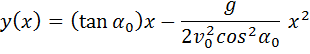 y(x) = (tan α₀)x − g / (2v₀²cos²α₀) x²